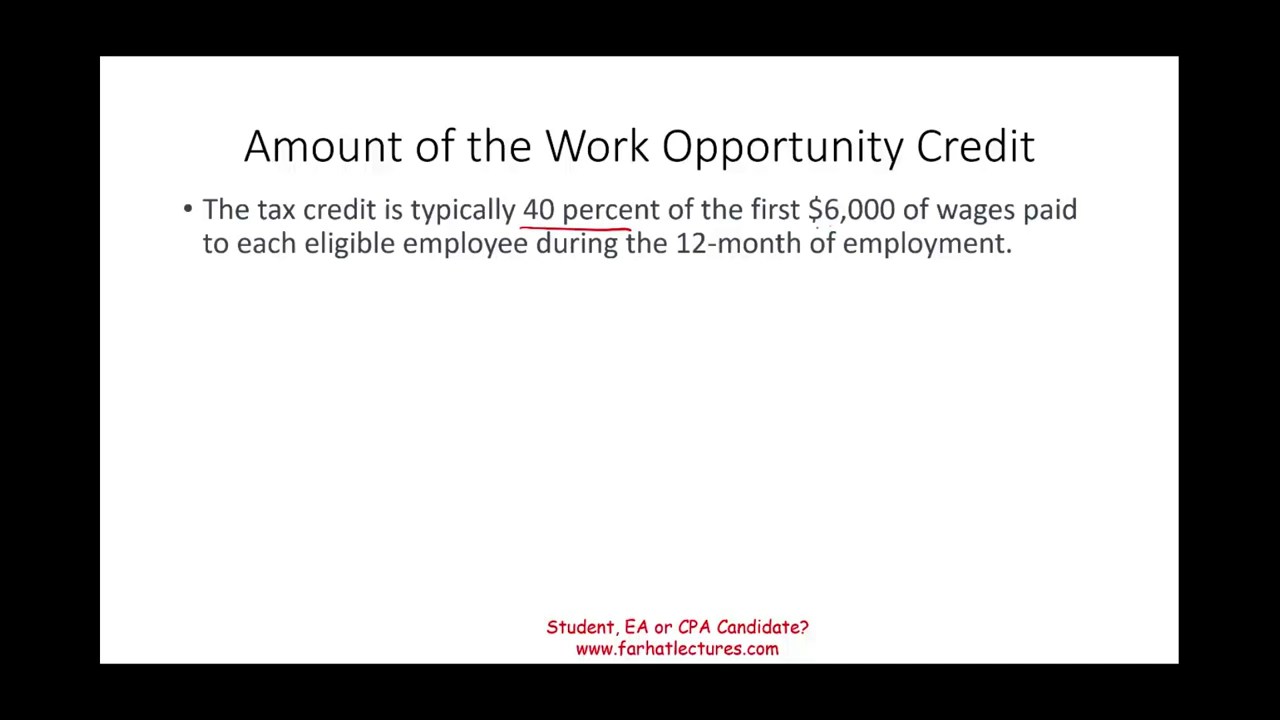 Amount of the Work Opportunity Credit
• The tax credit is typically 40 percent of the first $6,000 of wages paid
to each eligible employee during the 12-month of employment.
Student, EA or CPA Candidate?
www.farhatlectures.com